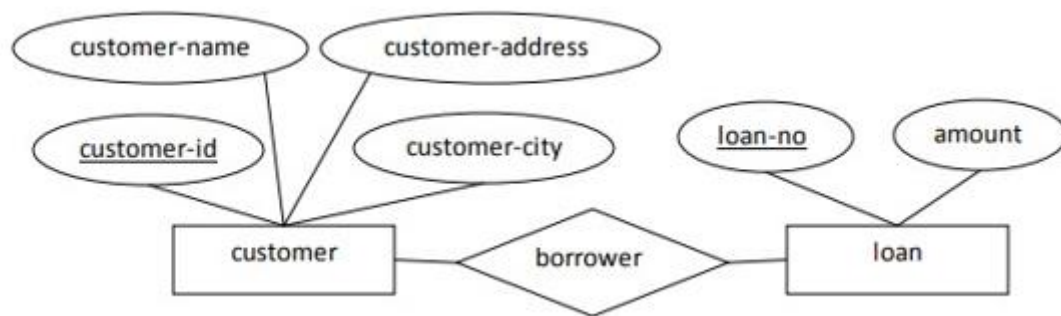 customer-name
customer-address
customer-id
customer-city
loan-no
amount
customer
borrower
loan